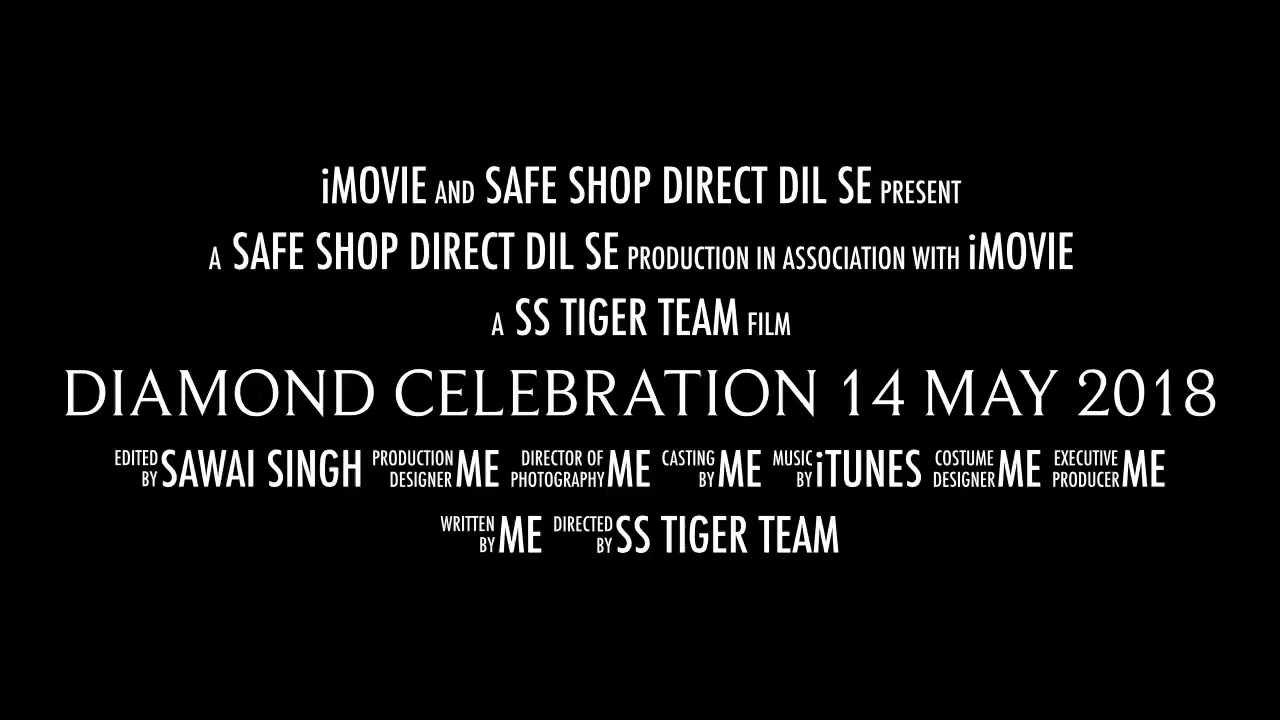 iMOVIE AND SAFE SHOP DIRECT DIL SE PRESENT
A SAFE SHOP DIRECT DIL SE PRODUCTION IN ASSOCIATION WITH iMOVIE
A SS TIGER TEAM FILM
DIAMOND CELEBRATION 14 MAY 2018
EDITED BY SAWAI SINGH PRODUCTION DESIGNER ME DIRECTOR OF PHOTOGRAPHY ME CASTING BY ME MUSIC BY iTUNES COSTUME DESIGNER ME EXECUTIVE PRODUCER ME
WRITTEN BY ME DIRECTED BY SS TIGER TEAM